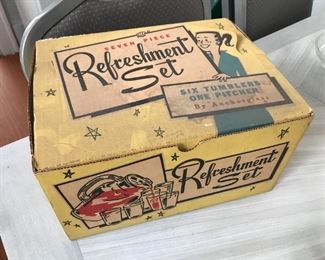 SEVEN PIECE
Refreshment
Set
SIX TUMBLERS
ONE PITCHER
By Anchorglass
Refreshment
Set